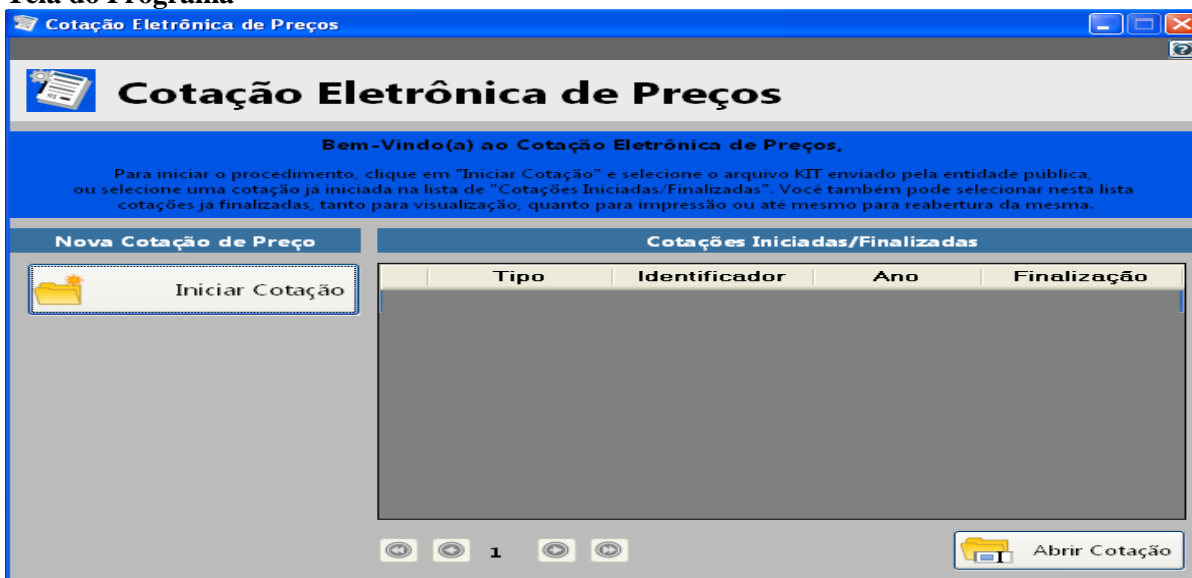 Tela do Programa
Cotação Eletrônica de Preços
Cotação Eletrônica de Preços
Bem-Vindo(a) ao Cotação Eletrônica de Preços,
Para iniciar o procedimento, clique em "Iniciar Cotação" e selecione o arquivo KIT enviado pela entidade pública,
ou selecione uma cotação já iniciada na lista de "Cotações Iniciadas/Finalizadas". Você também pode selecionar nesta lista
cotações já finalizadas, tanto para visualização, quanto para impressão ou até mesmo para reabertura da mesma.
Nova Cotação de Preço
Cotações Iniciadas/Finalizadas
Iniciar Cotação
Tipo Identificador Ano Finalização
1
Abrir Cotação